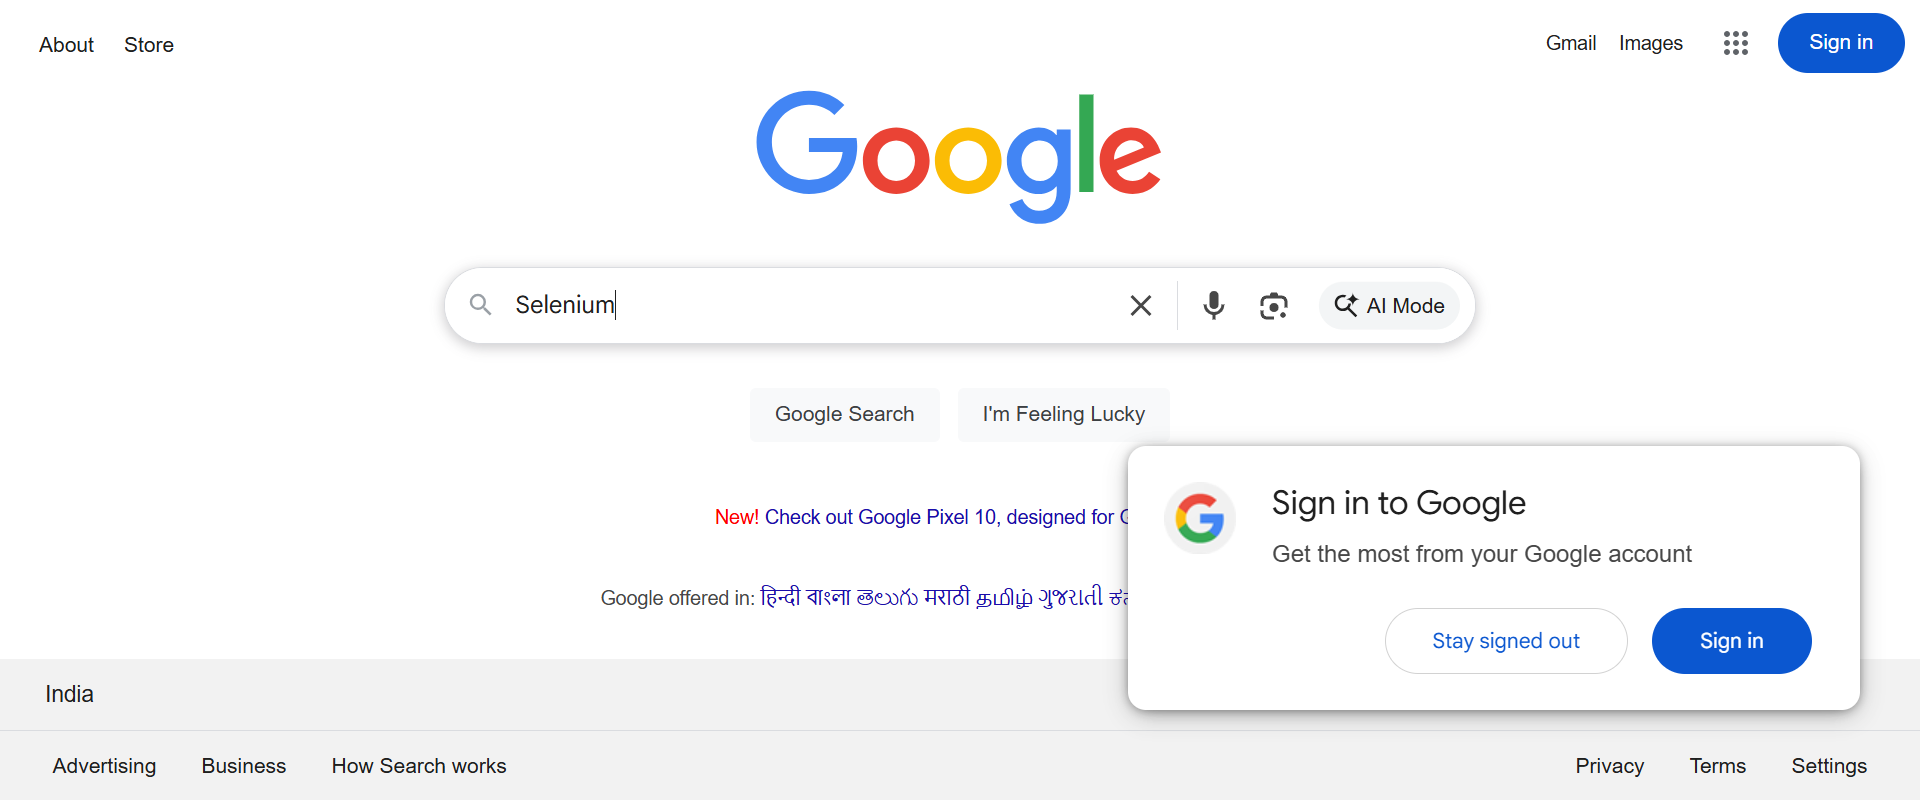 About Store
Gmail Images
Sign in
Google
Selenium
AI Mode
Google Search
I'm Feeling Lucky
New! Check out Google Pixel 10, designed for
Google offered in: हिन्दी বাংলা తెలుగు मराठी தமிழ் ગુજરાતી
Sign in to Google
Get the most from your Google account
Stay signed out
Sign in
India
Advertising Business How Search works
Privacy Terms Settings